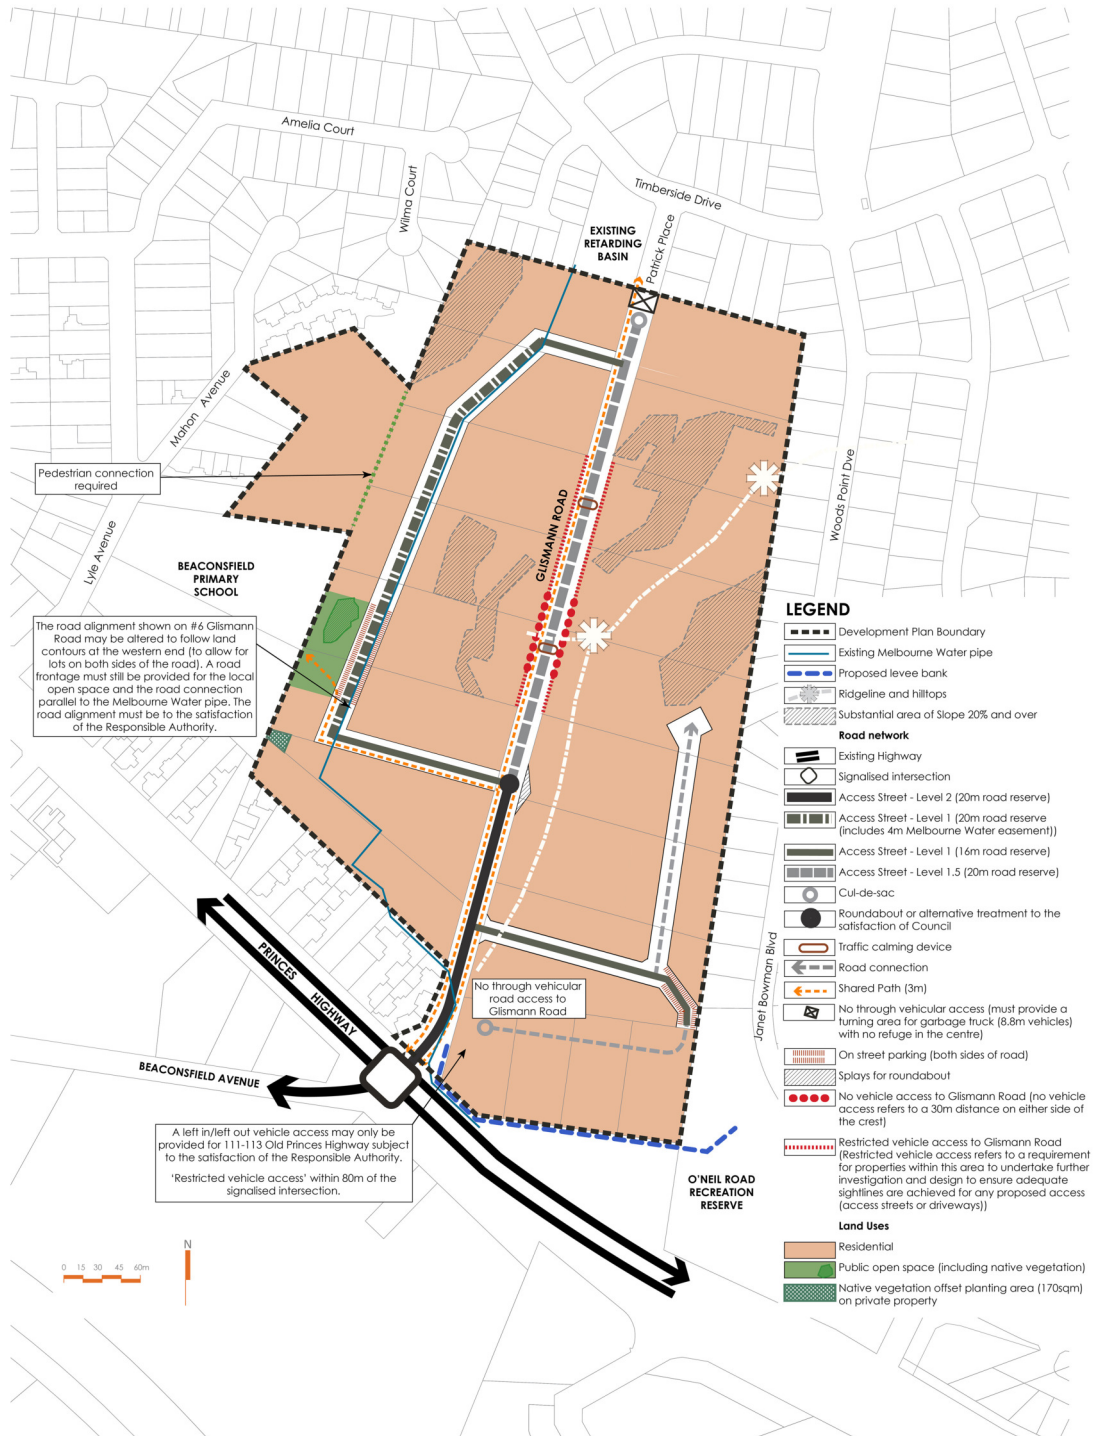 Amelia Court
Wilma Court
Timberside Drive
Patrick Place
EXISTING
RETARDING
BASIN
Mahon Avenue
Pedestrian connection
required
Lyle Avenue
GLISMANN ROAD
Woods Point Dve
BEACONSFIELD
PRIMARY
SCHOOL
The road alignment shown on #6 Glismann
Road may be altered to follow land
contours at the western end (to allow for
lots on both sides of the road). A road
frontage must still be provided for the local
open space and the road connection
parallel to the Melbourne Water pipe. The
road alignment must be to the satisfaction
of the Responsible Authority.
PRINCES HIGHWAY
No through vehicular
road access to
Glismann Road
Janet Bowman Blvd
BEACONSFIELD AVENUE
A left in/left out vehicle access may only be
provided for 111-113 Old Princes Highway subject
to the satisfaction of the Responsible Authority.
'Restricted vehicle access' within 80m of the
signalised intersection.
O'NEIL ROAD
RECREATION
RESERVE
N
0 15 30 45 60m
LEGEND
Development Plan Boundary
Existing Melbourne Water pipe
Proposed levee bank
Ridgeline and hilltops
Substantial area of Slope 20% and over
Road network
Existing Highway
Signalised intersection
Access Street - Level 2 (20m road reserve)
Access Street - Level 1 (20m road reserve
(includes 4m Melbourne Water easement))
Access Street - Level 1 (16m road reserve)
Access Street - Level 1.5 (20m road reserve)
Cul-de-sac
Roundabout or alternative treatment to the
satisfaction of Council
Traffic calming device
Road connection
Shared Path (3m)
No through vehicular access (must provide a
turning area for garbage truck (8.8m vehicles)
with no refuge in the centre)
On street parking (both sides of road)
Splays for roundabout
No vehicle access to Glismann Road (no vehicle
access refers to a 30m distance on either side of
the crest)
Restricted vehicle access to Glismann Road
(Restricted vehicle access refers to a requirement
for properties within this area to undertake further
investigation and design to ensure adequate
sightlines are achieved for any proposed access
(access streets or driveways))
Land Uses
Residential
Public open space (including native vegetation)
Native vegetation offset planting area (170sqm)
on private property